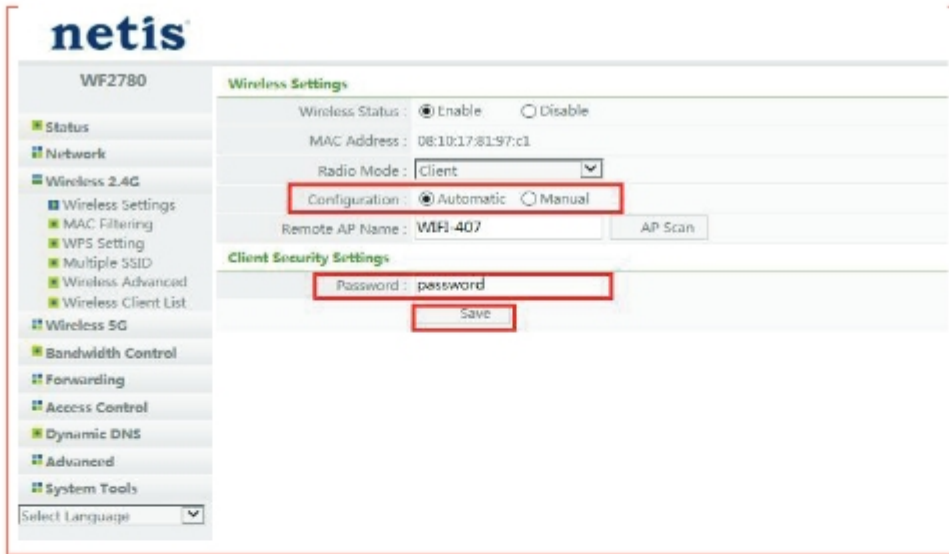 netis
WF2780
Status
Network
Wireless 2.4G
Wireless Settings
MAC Filtering
WPS Setting
Multiple SSID
Wireless Advanced
Wireless Client List
Wireless 5G
Bandwidth Control
Forwarding
Access Control
Dynamic DNS
Advanced
System Tools
Select Language
Wireless Settings
Wireless Status : Enable Disable
MAC Address : 08:10:17:81:97:c1
Radio Mode : Client
Configuration : Automatic Manual
Remote AP Name : WIFI-407 AP Scan
Client Security Settings
Password : password
Save